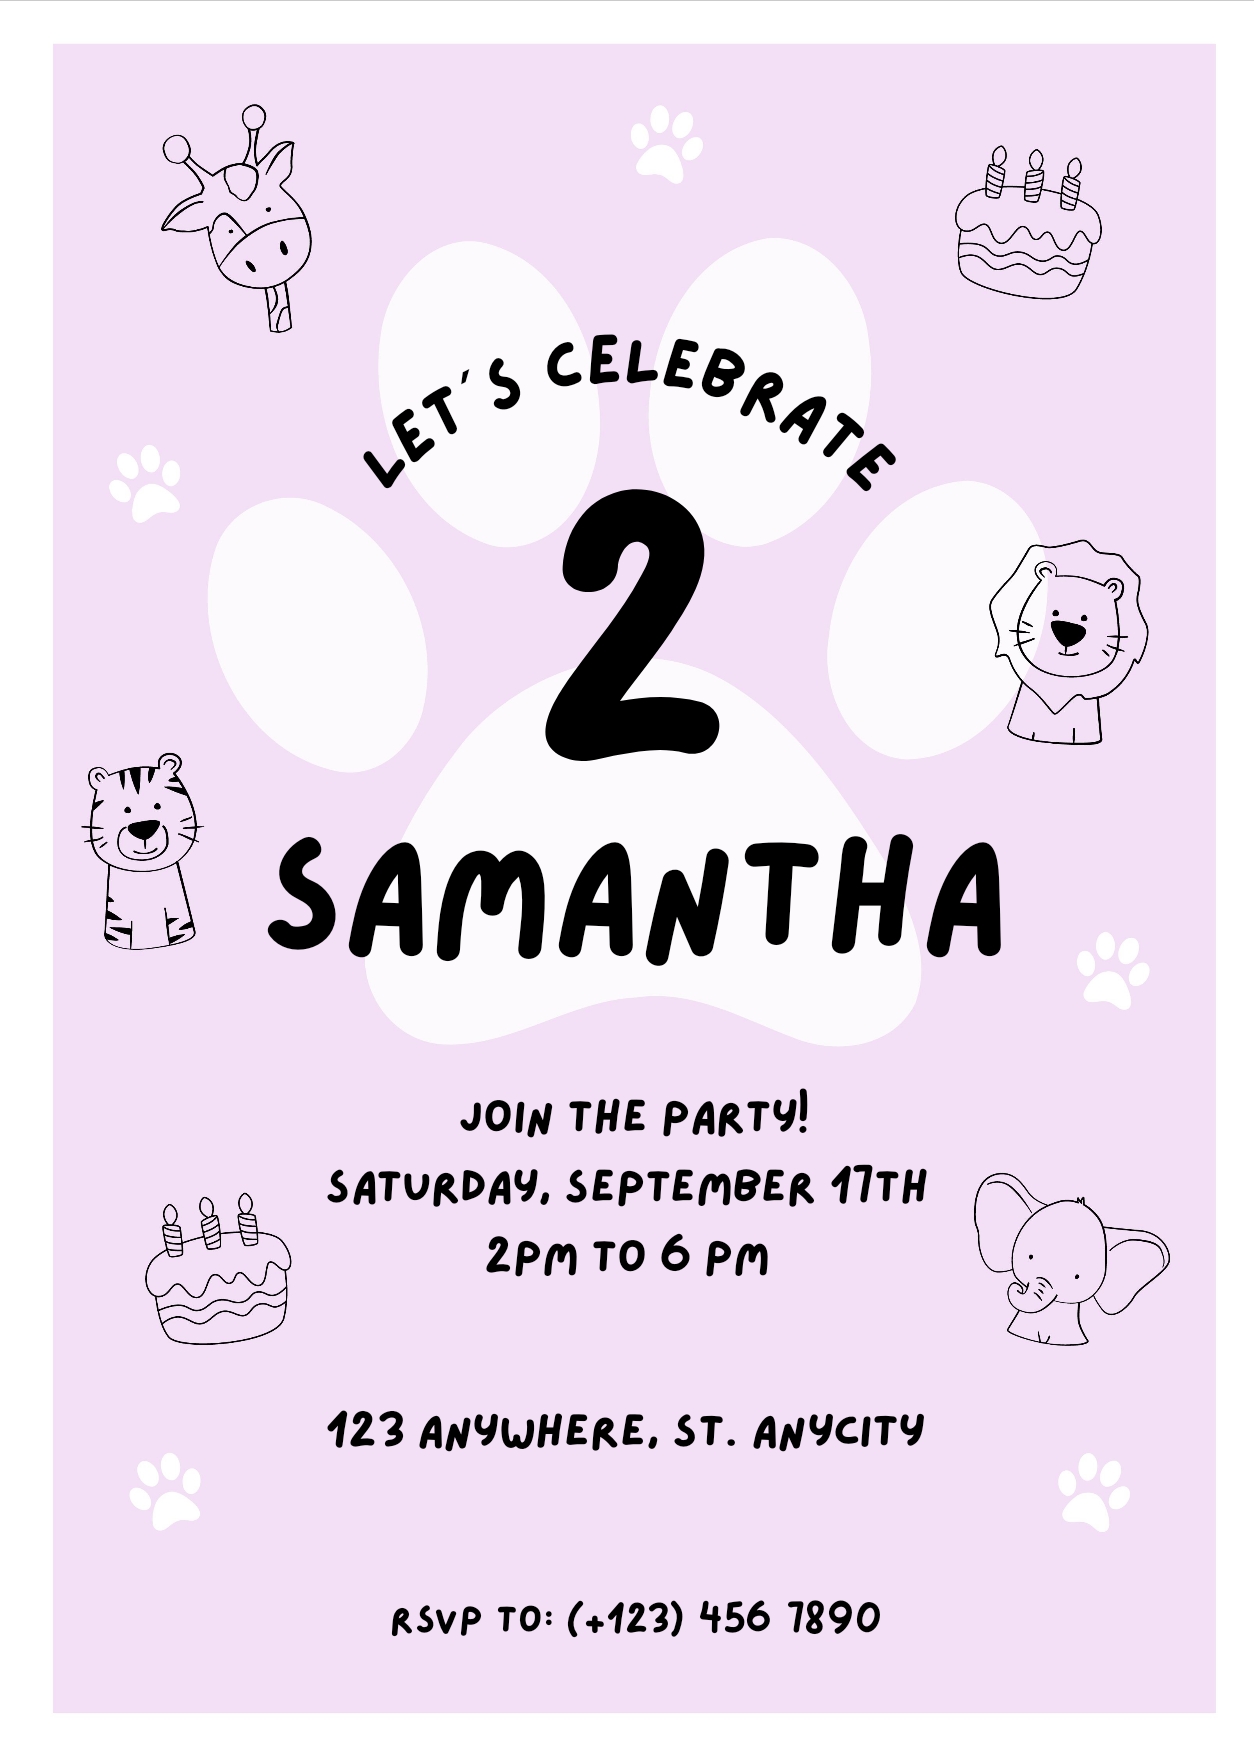 LET´S CELEBRATE
2
SAMANTHA
JOIN THE PARTY!
SATURDAY, SEPTEMBER 17TH
2PM TO 6 PM
123 ANYWHERE, ST. ANYCITY
RSVP TO: (+123) 456 7890